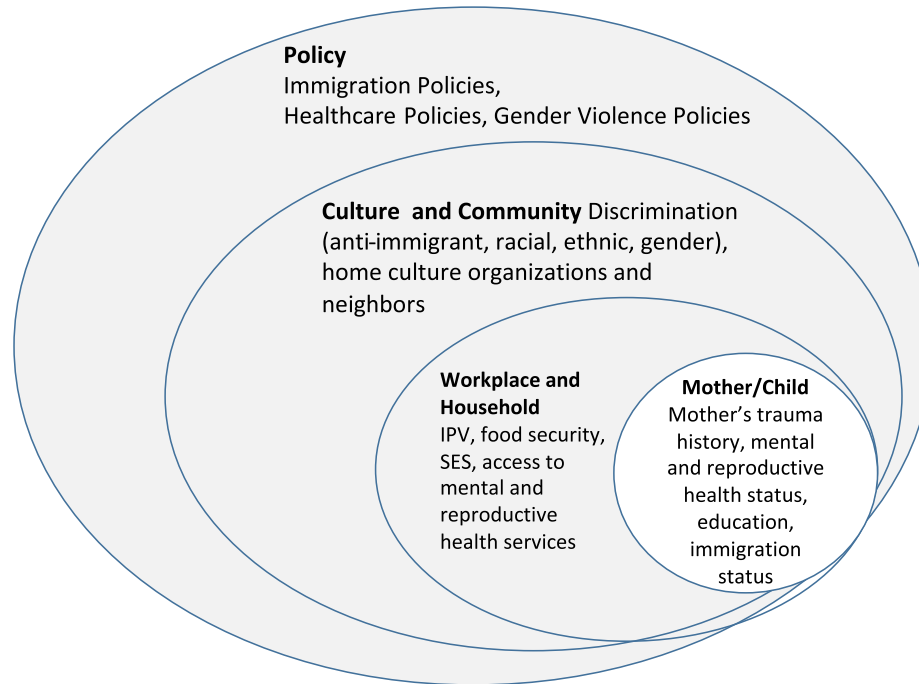 Policy
Immigration Policies,
Healthcare Policies, Gender Violence Policies
Culture and Community Discrimination
(anti-immigrant, racial, ethnic, gender),
home culture organizations and
neighbors
Workplace and
Household
IPV, food security,
SES, access to
mental and
reproductive
health services
Mother/Child
Mother’s trauma
history, mental
and reproductive
health status,
education,
immigration
status